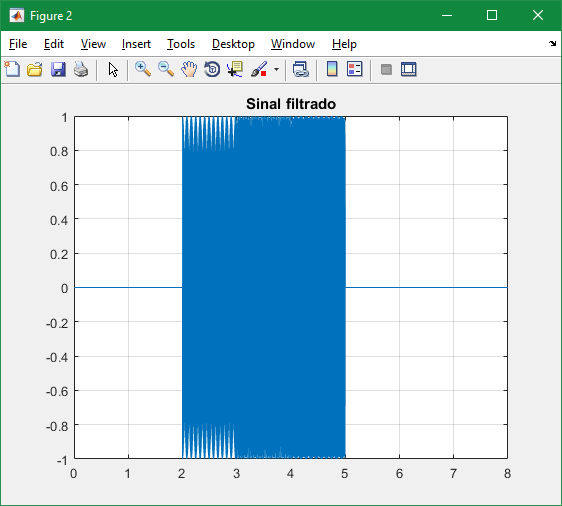 Figure 2
File Edit View Insert Tools Desktop Window Help
Sinal filtrado
1
0.8
0.6
0.4
0.2
0
-0.2
-0.4
-0.6
-0.8
-1
0 1 2 3 4 5 6 7 8